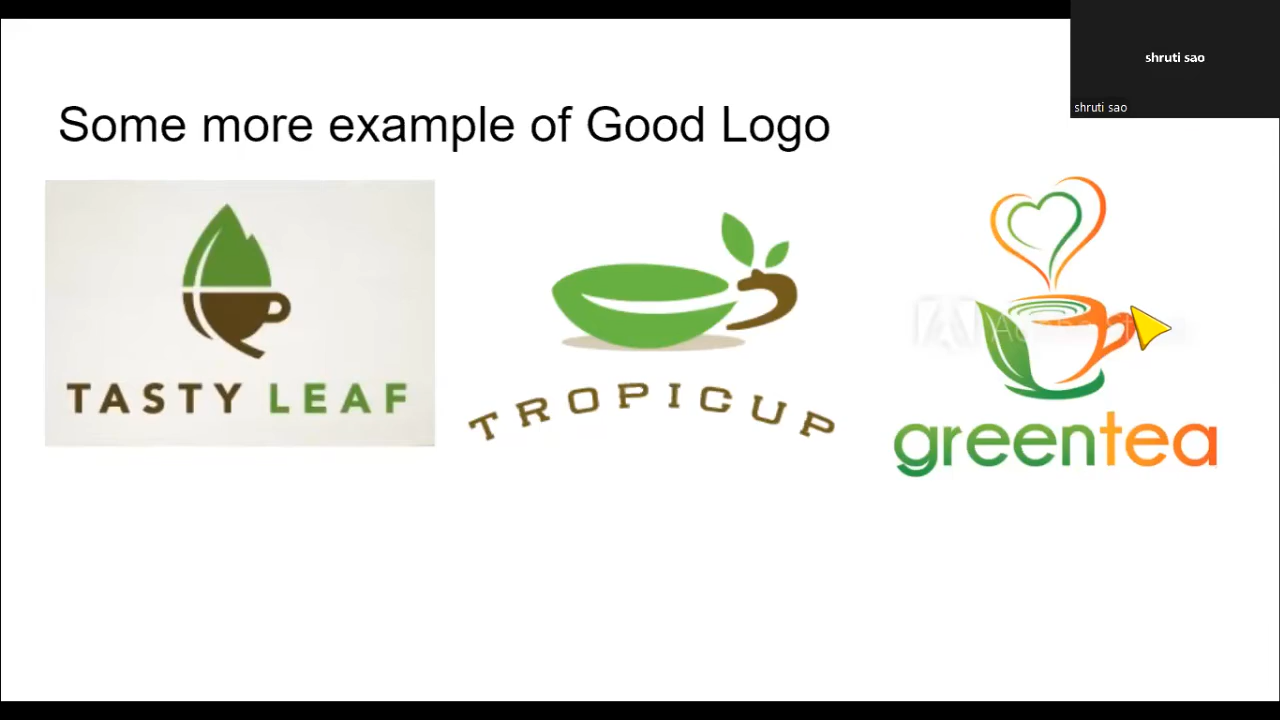 shruti sao
shruti sao
Some more example of Good Logo
TASTY LEAF
TROPICUP
greentea